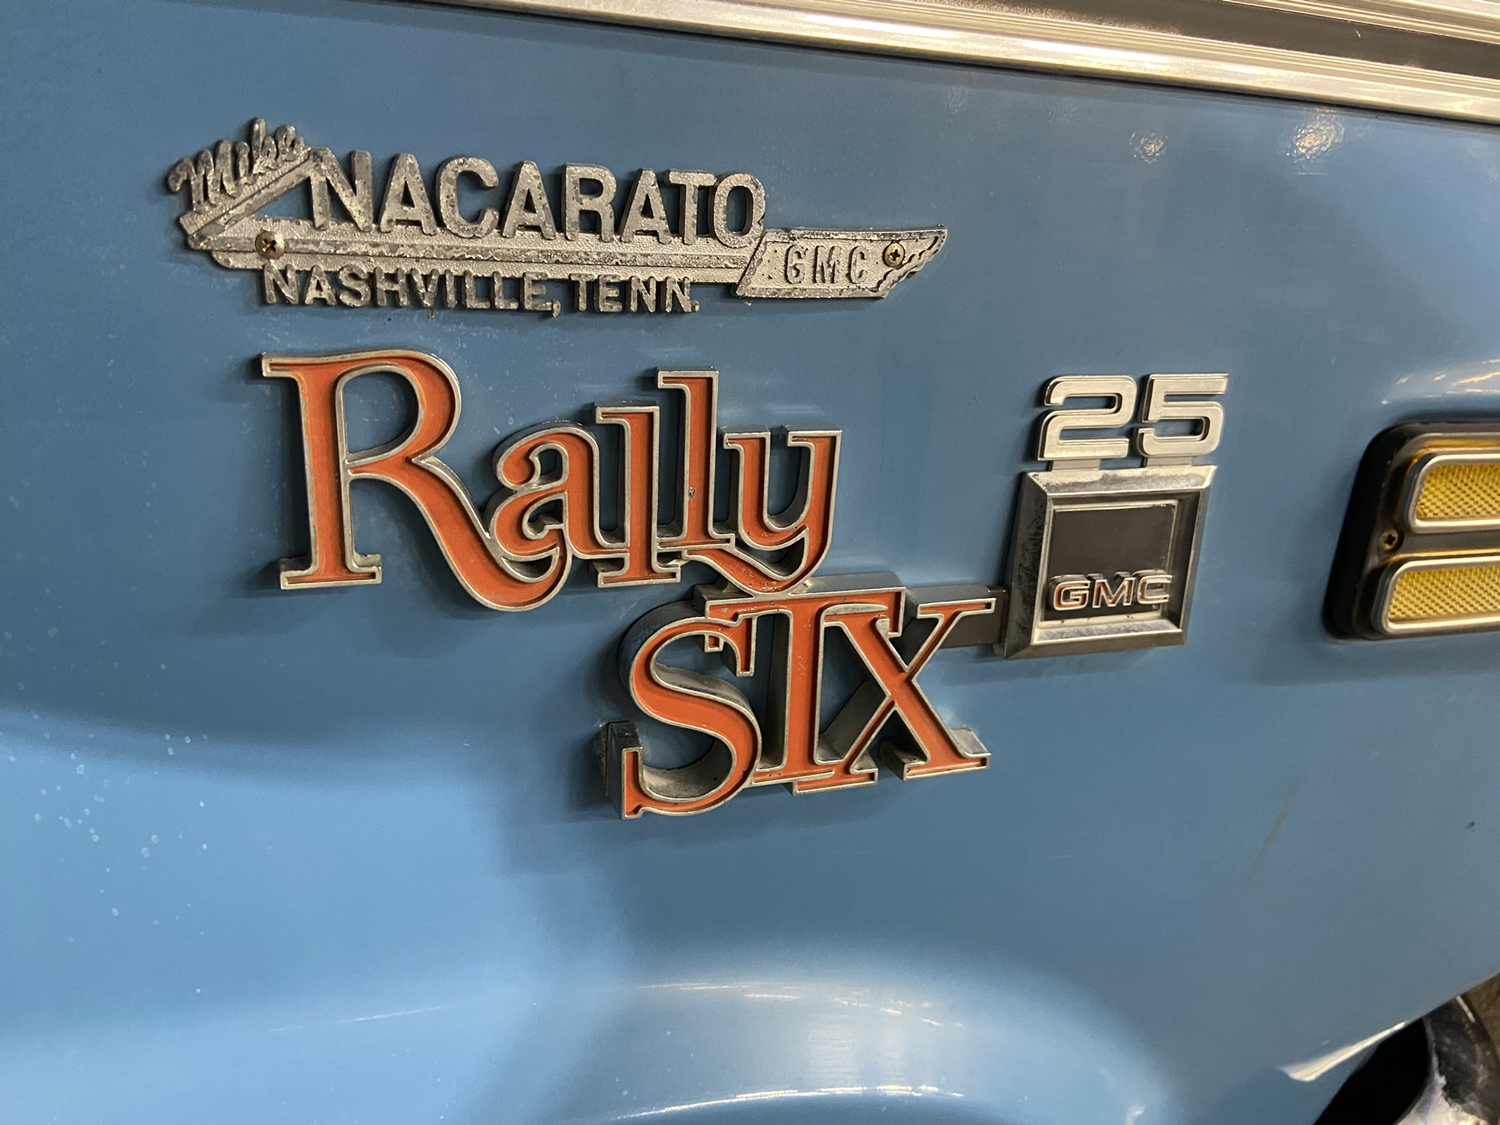 Mike NACARATO
GMC
NASHVILLE, TENN.
Rally
STX
25
GMC